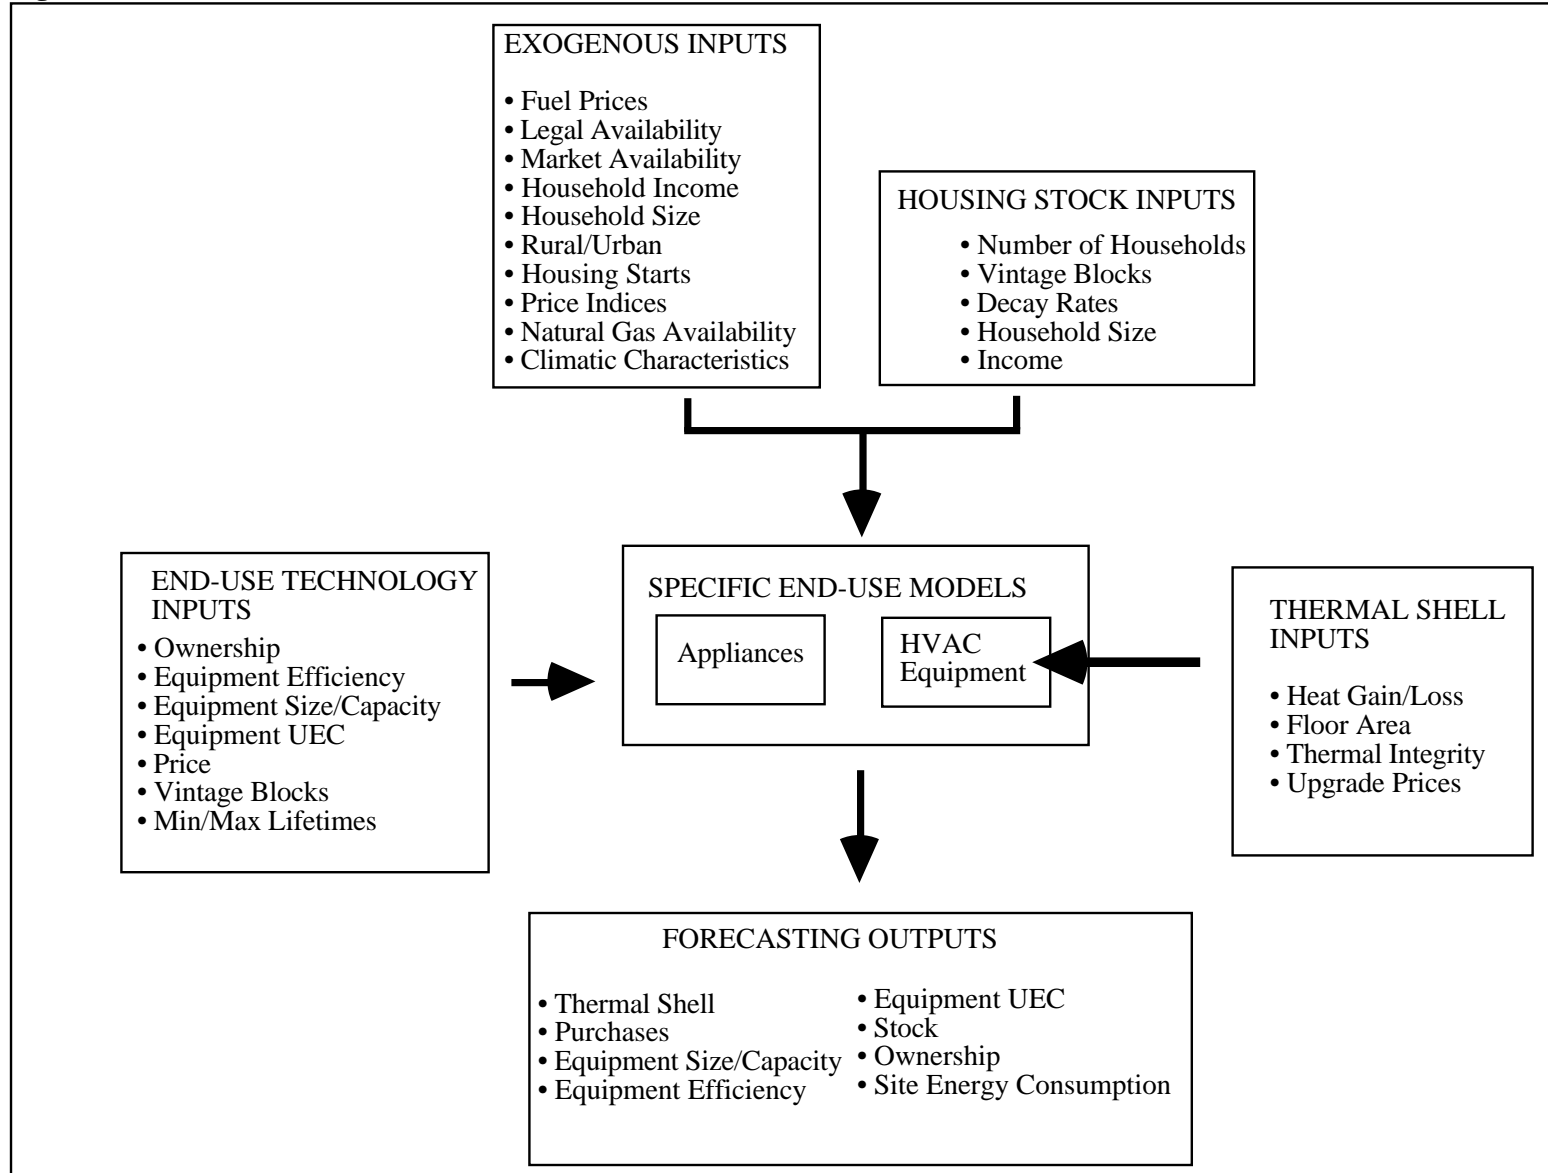 EXOGENOUS INPUTS
• Fuel Prices
• Legal Availability
• Market Availability
• Household Income
• Household Size
• Rural/Urban
• Housing Starts
• Price Indices
• Natural Gas Availability
• Climatic Characteristics
HOUSING STOCK INPUTS
• Number of Households
• Vintage Blocks
• Decay Rates
• Household Size
• Income
END-USE TECHNOLOGY
INPUTS
• Ownership
• Equipment Efficiency
• Equipment Size/Capacity
• Equipment UEC
• Price
• Vintage Blocks
• Min/Max Lifetimes
SPECIFIC END-USE MODELS
Appliances
HVAC
Equipment
THERMAL SHELL
INPUTS
• Heat Gain/Loss
• Floor Area
• Thermal Integrity
• Upgrade Prices
FORECASTING OUTPUTS
• Thermal Shell
• Purchases
• Equipment Size/Capacity
• Equipment Efficiency
• Equipment UEC
• Stock
• Ownership
• Site Energy Consumption